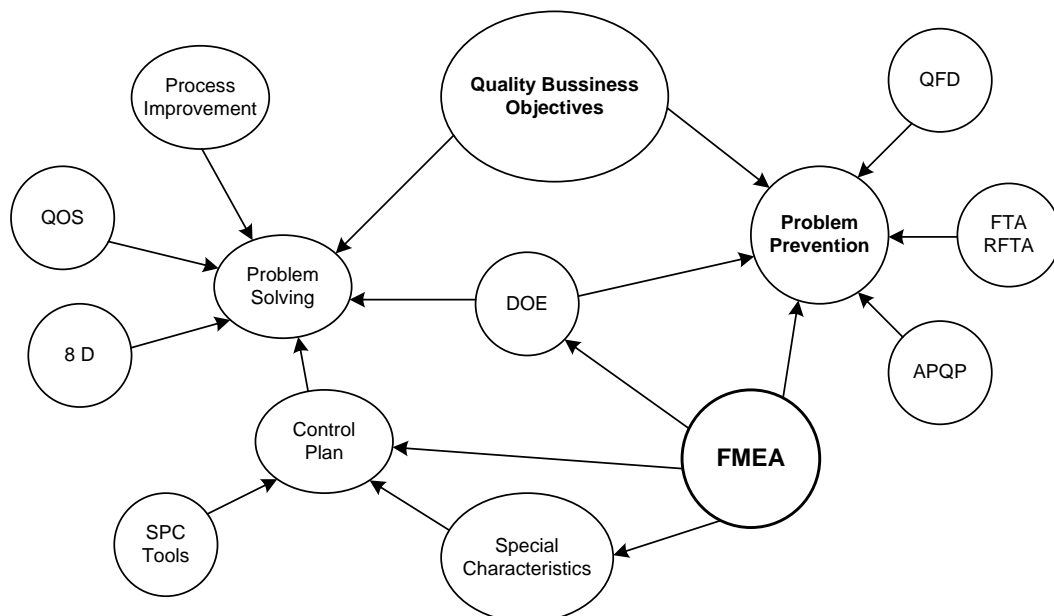 Process
Improvement
Quality Bussiness
Objectives
QFD
QOS
Problem
Prevention
FTA
RFTA
Problem
Solving
DOE
8 D
APQP
Control
Plan
FMEA
SPC
Tools
Special
Characteristics